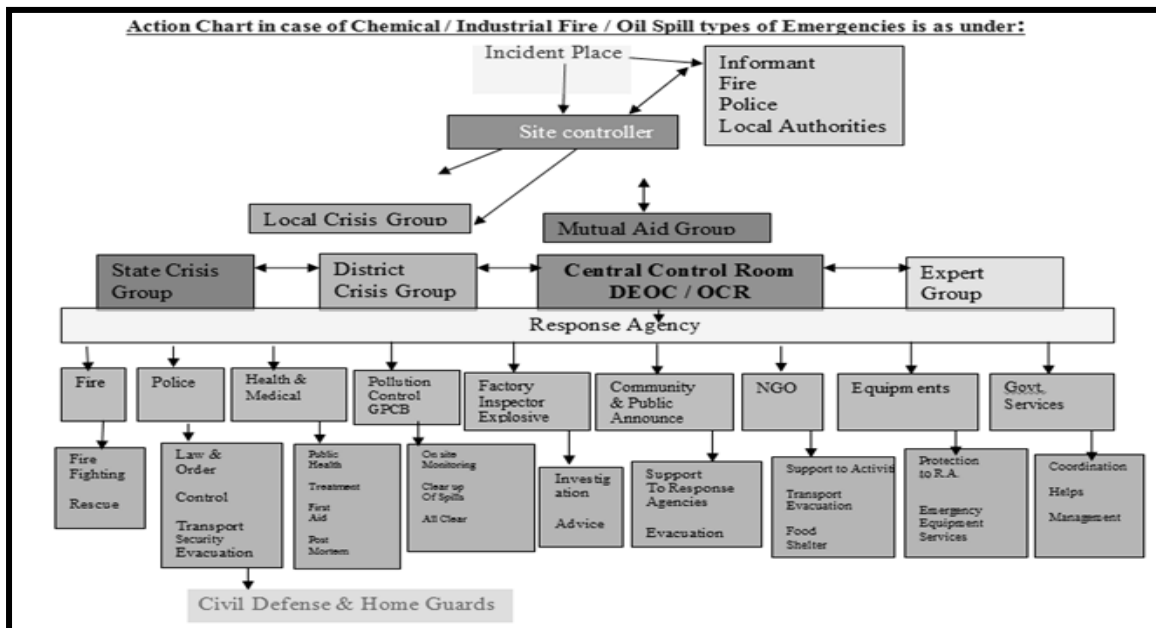 Action Chart in case of Chemical / Industrial Fire / Oil Spill types of Emergencies is as under:
Incident Place
Informant
Fire
Police
Local Authorities
Site controller
Local Crisis Group
Mutual Aid Group
State Crisis
Group
District
Crisis Group
Central Control Room
DEOC / OCR
Expert
Group
Response Agency
Fire
Police
Health &
Medical
Pollution
Control
GPCB
Factory
Inspector
Explosive
Community
& Public
Announce
NGO
Equipments
Govt.
Services
Fire
Fighting
Rescue
Law &
Order
Control
Transport
Security
Evacuation
Public
Health
Treatment
First
Aid
Post
Mortem
On site
Monitoring
Clear up
Of Spills
All Clear
Investig
ation
Advice
Support
To Response
Agencies
Evacuation
Support to Activiti
Transport
Evacuation
Food
Shelter
Protection
to R.A.
Emergency
Equipment
Services
Coordination
Helps
Management
Civil Defense & Home Guards